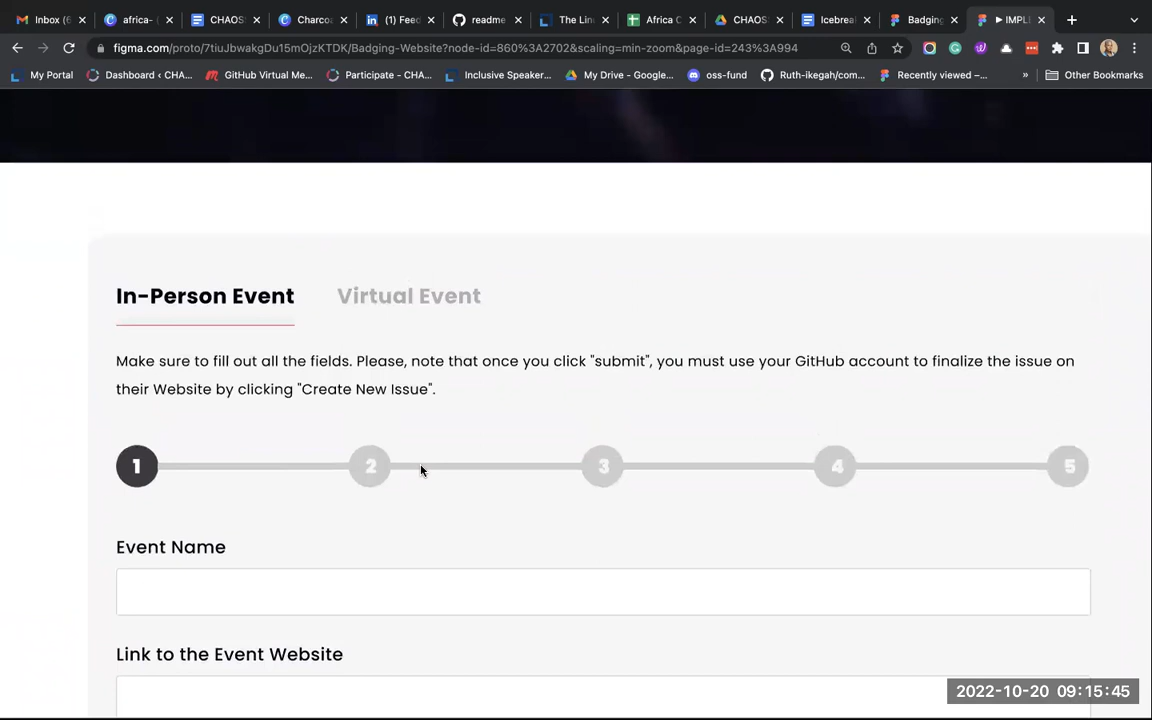 Inbox (6
africa-
CHAOS
Charco
(1) Feed
readme
The Lin
Africa C
CHAOS
Icebrea
Badging
IMPLE
figma.com/proto/7tiuJbwakgDu15mOjzKTDK/Badging-Website?node-id=860%3A2702&scaling=min-zoom&page-id=243%3A994
My Portal
Dashboard ‹ CHA...
GitHub Virtual Me...
Participate - CHA...
Inclusive Speaker...
My Drive - Google...
oss-fund
Ruth-ikegah/com...
Recently viewed –...
»
Other Bookmarks
In-Person Event
Virtual Event
Make sure to fill out all the fields. Please, note that once you click "submit", you must use your GitHub account to finalize the issue on
their Website by clicking "Create New Issue".
1 2 3 4 5
Event Name
Link to the Event Website
2022-10-20 09:15:45